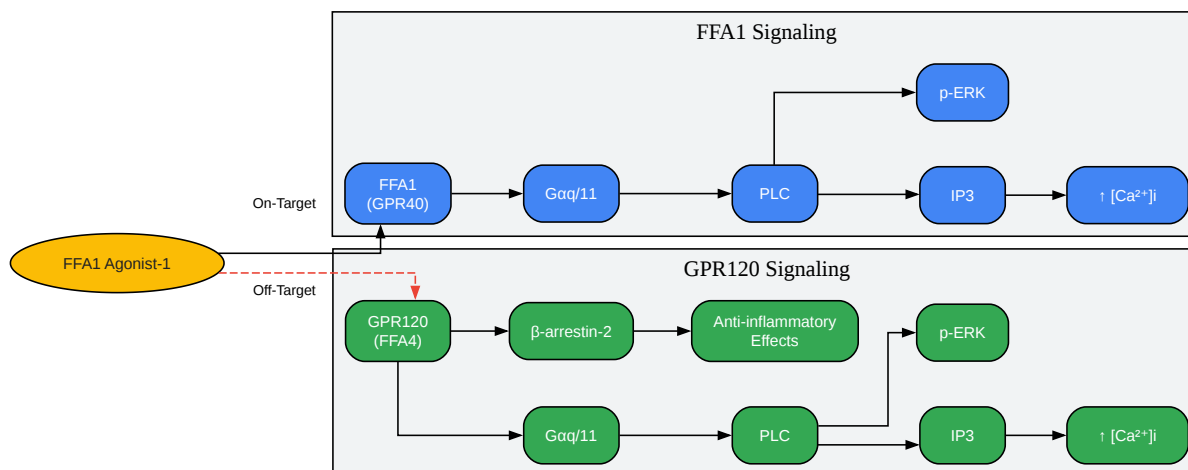 FFA1 Signaling
p-ERK
FFA1
(GPR40)
Gαq/11
PLC
IP3
↑ [Ca²⁺]i
On-Target
FFA1 Agonist-1
Off-Target
GPR120 Signaling
GPR120
(FFA4)
β-arrestin-2
Anti-inflammatory
Effects
p-ERK
Gαq/11
PLC
IP3
↑ [Ca²⁺]i